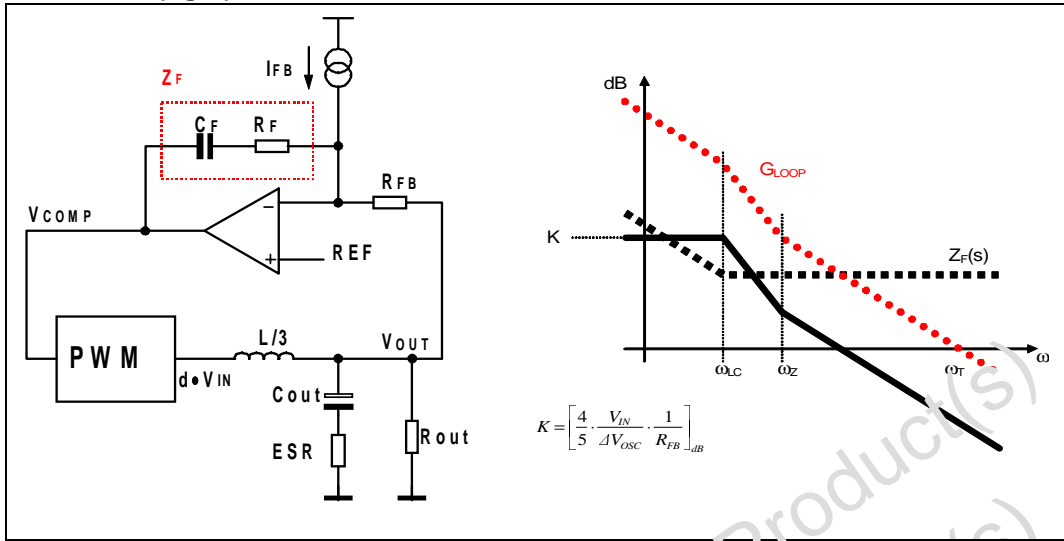 ZF
IFB
CF
RF
RFB
VCOMP
REF
PWM
L/3
VOUT
d•VIN
Cout
ESR
Rout
dB
GLOOP
K
ZF(s)
ωLC
ωZ
ωT
ω
K = [4/5 · VIN/ΔVOSC · 1/RFB]dB
Product(s)
(s)